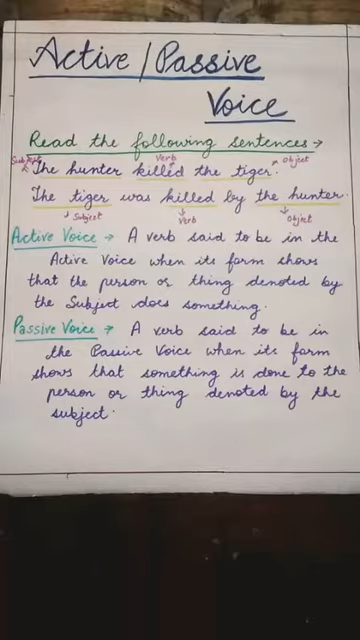 Active / Passive
Voice
Read the following sentences →
Subject Verb Object
The hunter killed the tiger.
The tiger was killed by the hunter.
Subject Verb Object
Active Voice → A verb said to be in the
Active Voice when its form shows
that the person or thing denoted by
the Subject does something.
Passive Voice → A verb said to be in
the Passive Voice when its form
shows that something is done to the
person or thing denoted by the
subject.